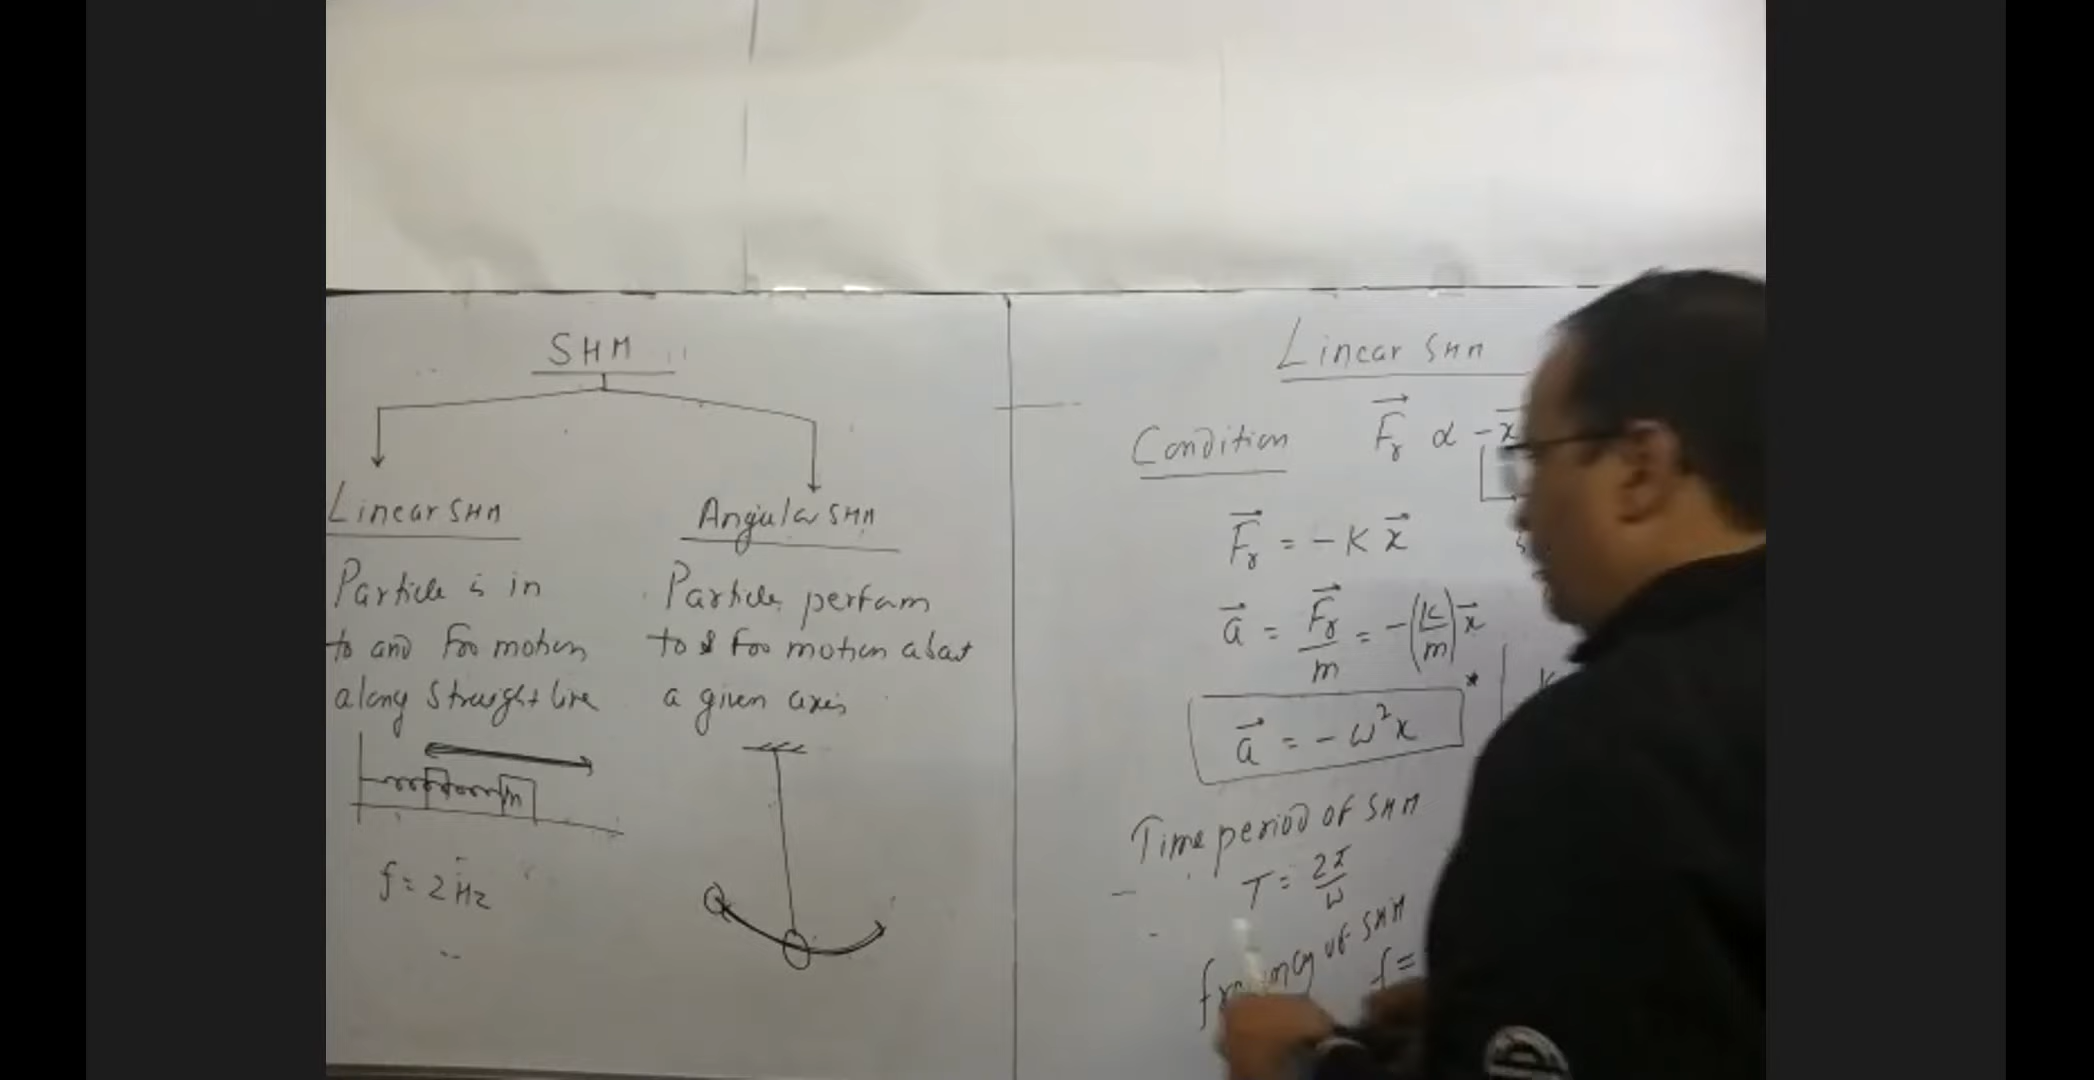 SHM
Linear SHM
Particle is in
to and Fro motion
along Straight line
m
f = 2 Hz
Angular SHM
Particle perform
to & fro motion about
a given axis
Linear SHM
Condition F⃗r ∝ -x⃗
F⃗r = -K x⃗
a⃗ = F⃗r/m = -(K/m)x⃗
a⃗ = -ω²x *
K
Time period of SHM
T = 2π/ω
frequency of SHM
f =